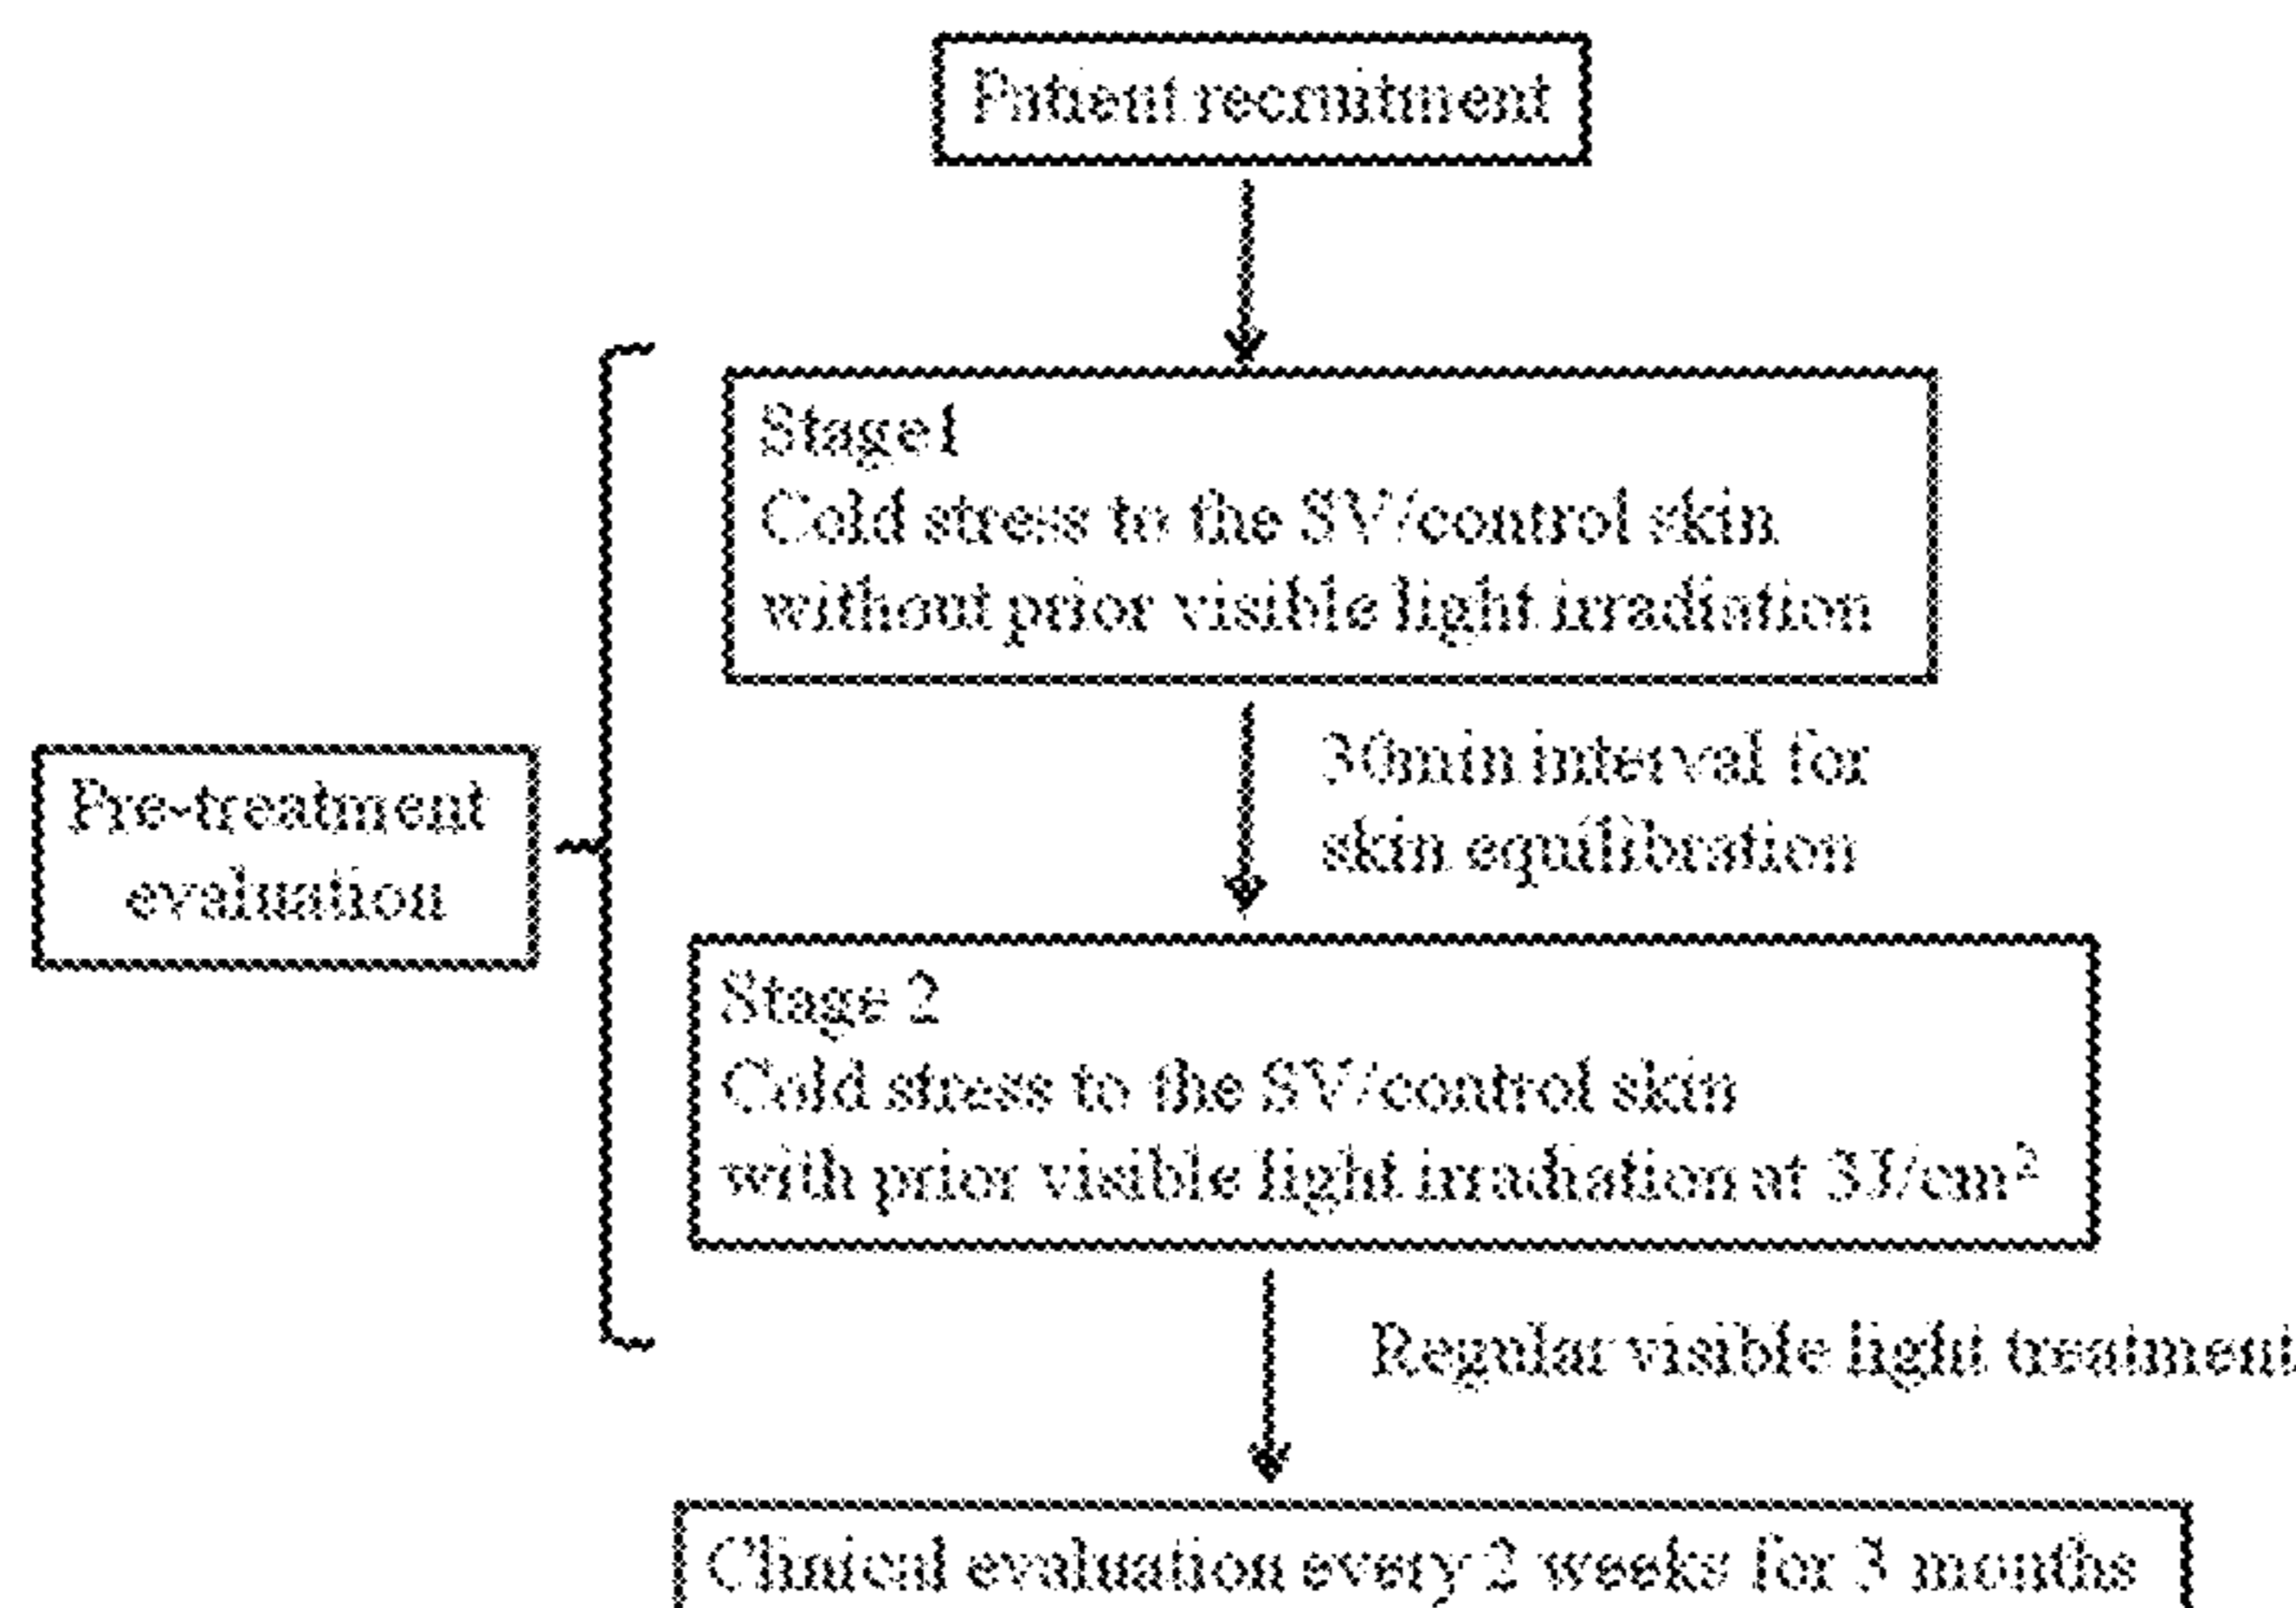 Patient recruitment
Stage1
Cold stress to the SV/control skin
without prior visible light irradiation
30min interval for
skin equilibration
Pre-treatment
evaluation
Stage 2
Cold stress to the SV/control skin
with prior visible light irradiation at 3J/cm²
Regular visible light treatment
Clinical evaluation every 2 weeks for 3 months